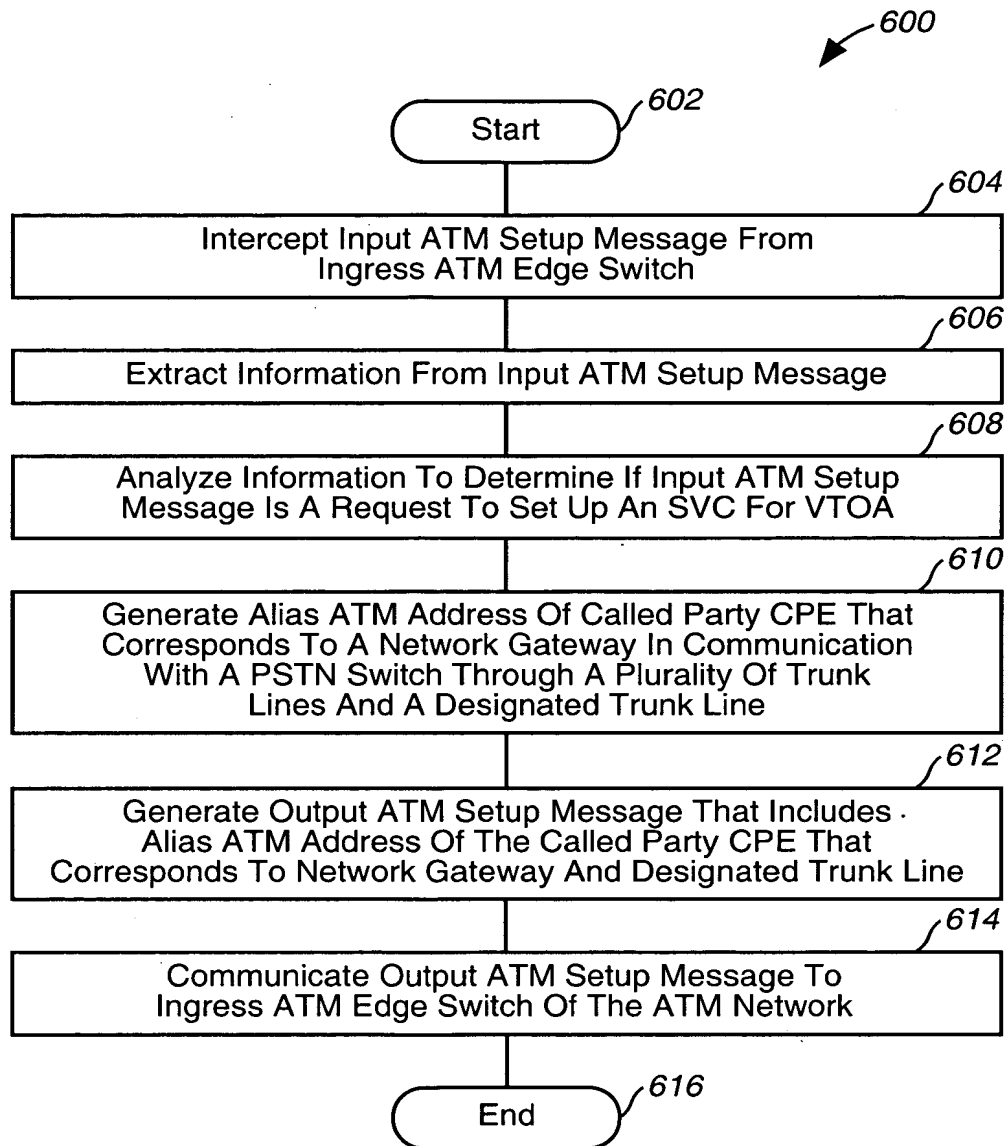 600
602
Start
604
Intercept Input ATM Setup Message From
Ingress ATM Edge Switch
606
Extract Information From Input ATM Setup Message
608
Analyze Information To Determine If Input ATM Setup
Message Is A Request To Set Up An SVC For VTOA
610
Generate Alias ATM Address Of Called Party CPE That
Corresponds To A Network Gateway In Communication
With A PSTN Switch Through A Plurality Of Trunk
Lines And A Designated Trunk Line
612
Generate Output ATM Setup Message That Includes
Alias ATM Address Of The Called Party CPE That
Corresponds To Network Gateway And Designated Trunk Line
614
Communicate Output ATM Setup Message To
Ingress ATM Edge Switch Of The ATM Network
616
End